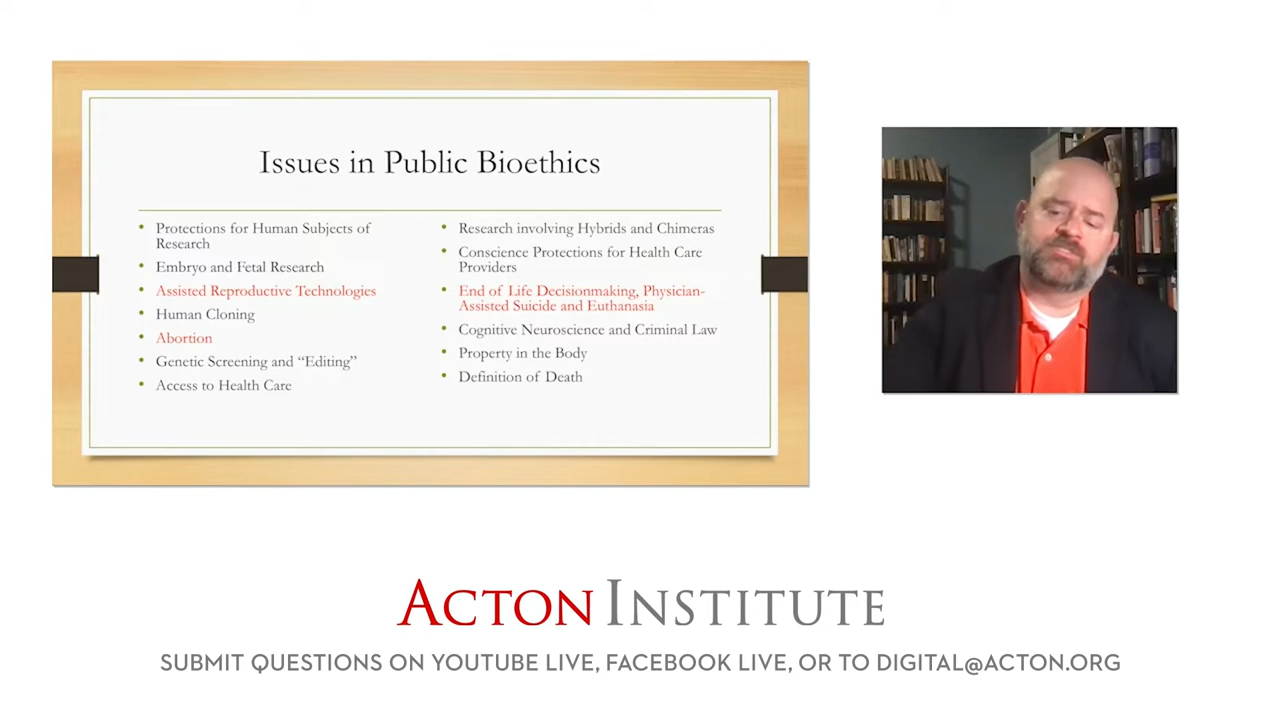 Issues in Public Bioethics
• Protections for Human Subjects of
Research
• Embryo and Fetal Research
• Assisted Reproductive Technologies
• Human Cloning
• Abortion
• Genetic Screening and “Editing”
• Access to Health Care
• Research involving Hybrids and Chimeras
• Conscience Protections for Health Care
Providers
• End of Life Decisionmaking, Physician-
Assisted Suicide and Euthanasia
• Cognitive Neuroscience and Criminal Law
• Property in the Body
• Definition of Death
ACTON INSTITUTE
SUBMIT QUESTIONS ON YOUTUBE LIVE, FACEBOOK LIVE, OR TO DIGITAL@ACTON.ORG